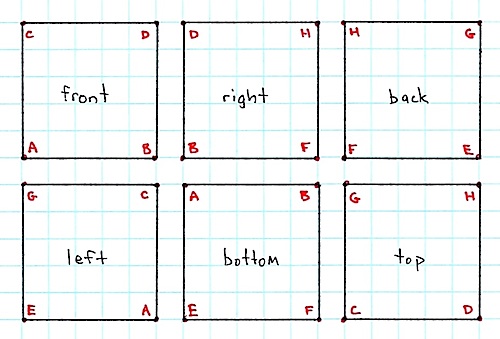 C D D H H G
front right back
A B B F F E
G C A B G H
left bottom top
E A E F C D